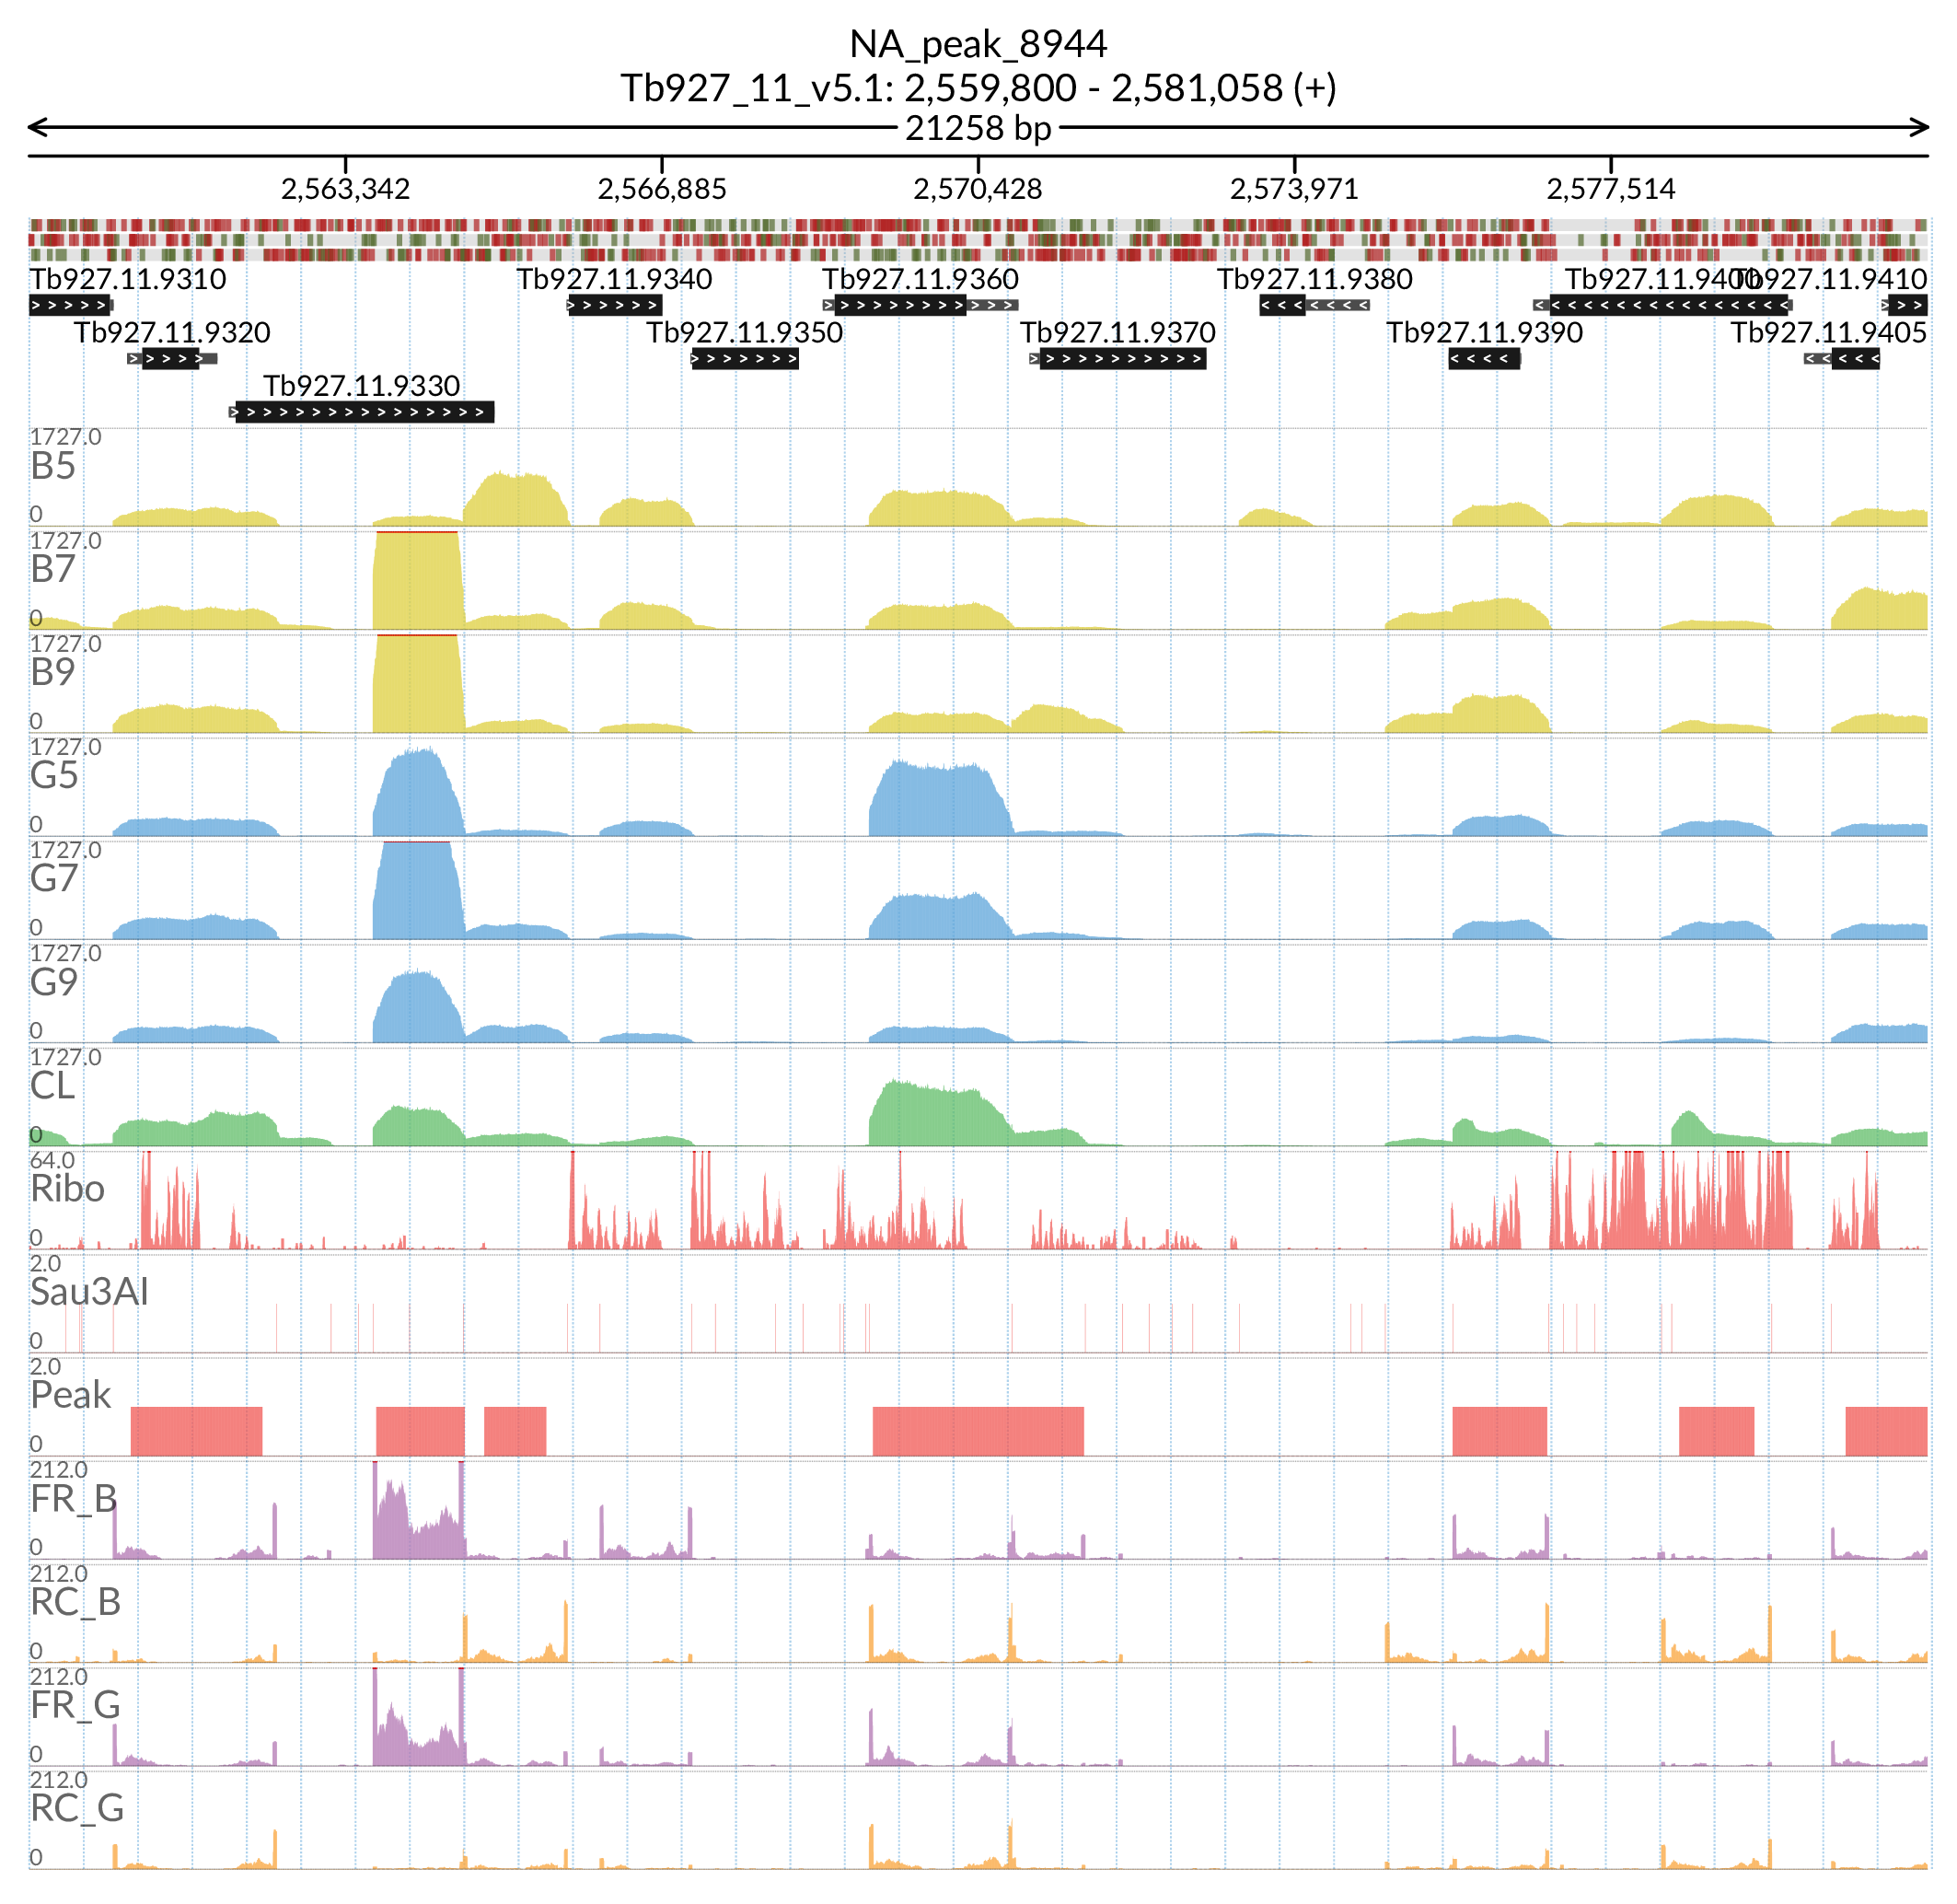 NA_peak_8944
Tb927_11_v5.1: 2,559,800 - 2,581,058 (+)
21258 bp
2,563,342 2,566,885 2,570,428 2,573,971 2,577,514
Tb927.11.9310 Tb927.11.9340 Tb927.11.9360 Tb927.11.9380 Tb927.11.9400 Tb927.11.9410
Tb927.11.9320 Tb927.11.9350 Tb927.11.9370 Tb927.11.9390 Tb927.11.9405
Tb927.11.9330
1727.0
B5
0
1727.0
B7
0
1727.0
B9
0
1727.0
G5
0
1727.0
G7
0
1727.0
G9
0
1727.0
CL
0
64.0
Ribo
0
2.0
Sau3AI
0
2.0
Peak
0
212.0
FR_B
0
212.0
RC_B
0
212.0
FR_G
0
212.0
RC_G
0